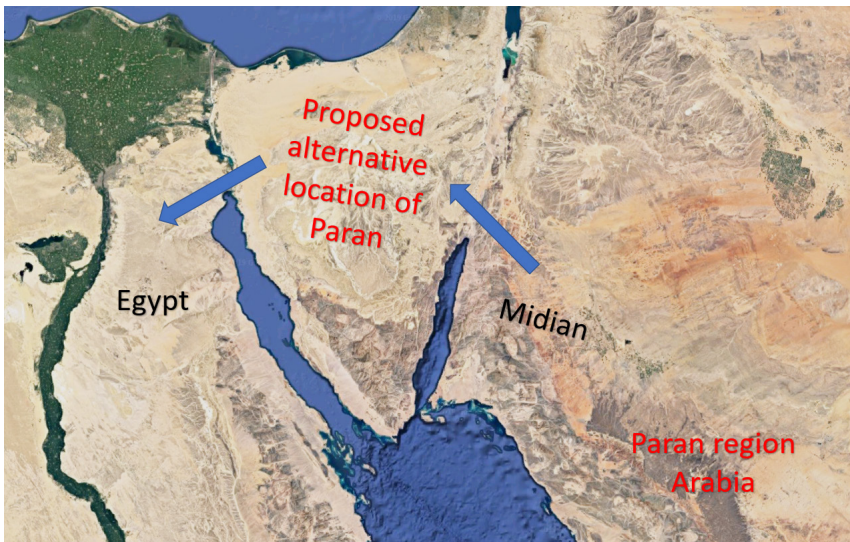 Proposed
alternative
location of
Paran
Egypt
Midian
Paran region
Arabia